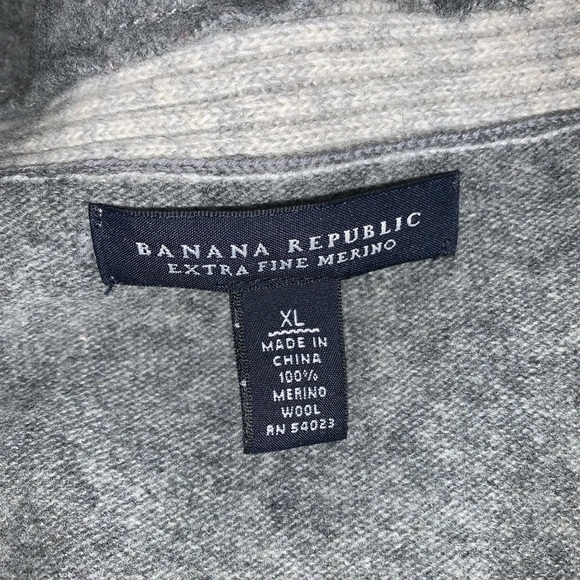 BANANA REPUBLIC
EXTRA FINE MERINO
XL
MADE IN
CHINA
100%
MERINO
WOOL
RN 54023